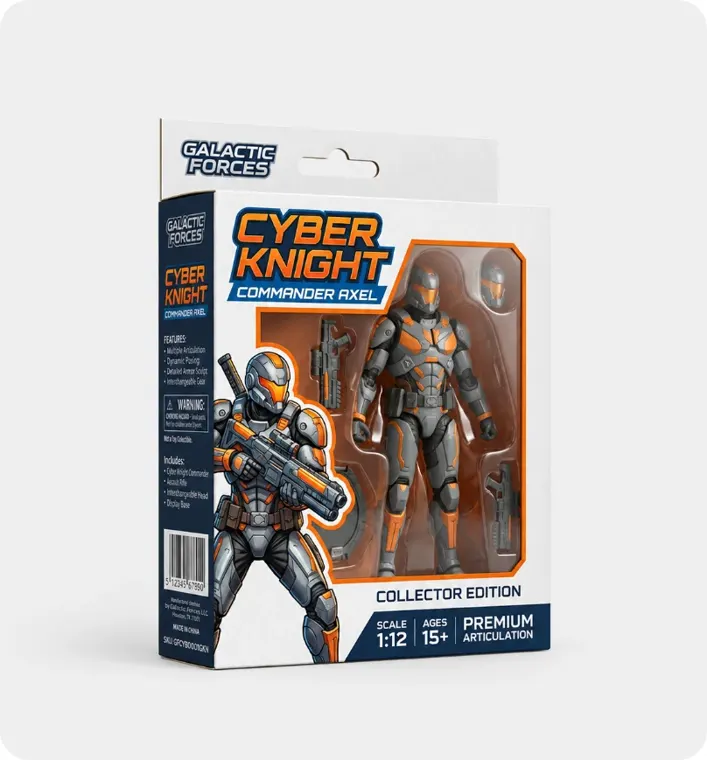 GALACTIC
FORCES
CYBER
KNIGHT
COMMANDER AXEL
COLLECTOR EDITION
SCALE
1:12
AGES
15+
PREMIUM
ARTICULATION
GALACTIC
FORCES
CYBER
KNIGHT
COMMANDER AXEL
FEATURES:
• Multiple Articulation
• Dynamic Posing
• Detailed Armor Sculpt
• Interchangeable Gear
WARNING:
CHOKING HAZARD
Not a Toy
Includes:
• Cyber Knight Commander
• Assault Rifle
• Interchangeable Head
• Display Base
MADE IN CHINA